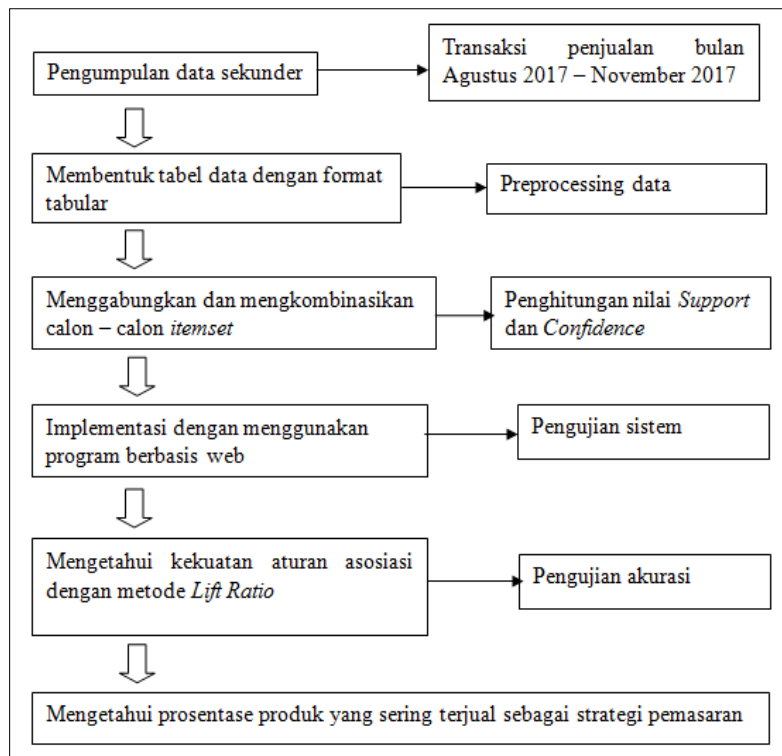 Pengumpulan data sekunder
Transaksi penjualan bulan
Agustus 2017 – November 2017
Membentuk tabel data dengan format
tabular
Preprocessing data
Menggabungkan dan mengkombinasikan
calon – calon itemset
Penghitungan nilai Support
dan Confidence
Implementasi dengan menggunakan
program berbasis web
Pengujian sistem
Mengetahui kekuatan aturan asosiasi
dengan metode Lift Ratio
Pengujian akurasi
Mengetahui prosentase produk yang sering terjual sebagai strategi pemasaran